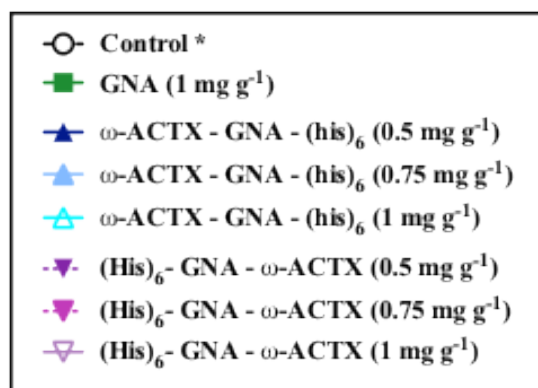 Control *
GNA (1 mg g⁻¹)
ω-ACTX - GNA - (his)₆ (0.5 mg g⁻¹)
ω-ACTX - GNA - (his)₆ (0.75 mg g⁻¹)
ω-ACTX - GNA - (his)₆ (1 mg g⁻¹)
(His)₆- GNA - ω-ACTX (0.5 mg g⁻¹)
(His)₆- GNA - ω-ACTX (0.75 mg g⁻¹)
(His)₆- GNA - ω-ACTX (1 mg g⁻¹)